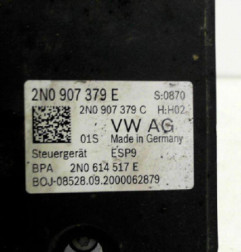 2N0 907 379 E S:0870
2N0 907 379 C H:H02
VW AG
01S Made in Germany
Steuergerät ESP9
BPA 2N0 614 517 E
BOJ-08528.09.2000062879